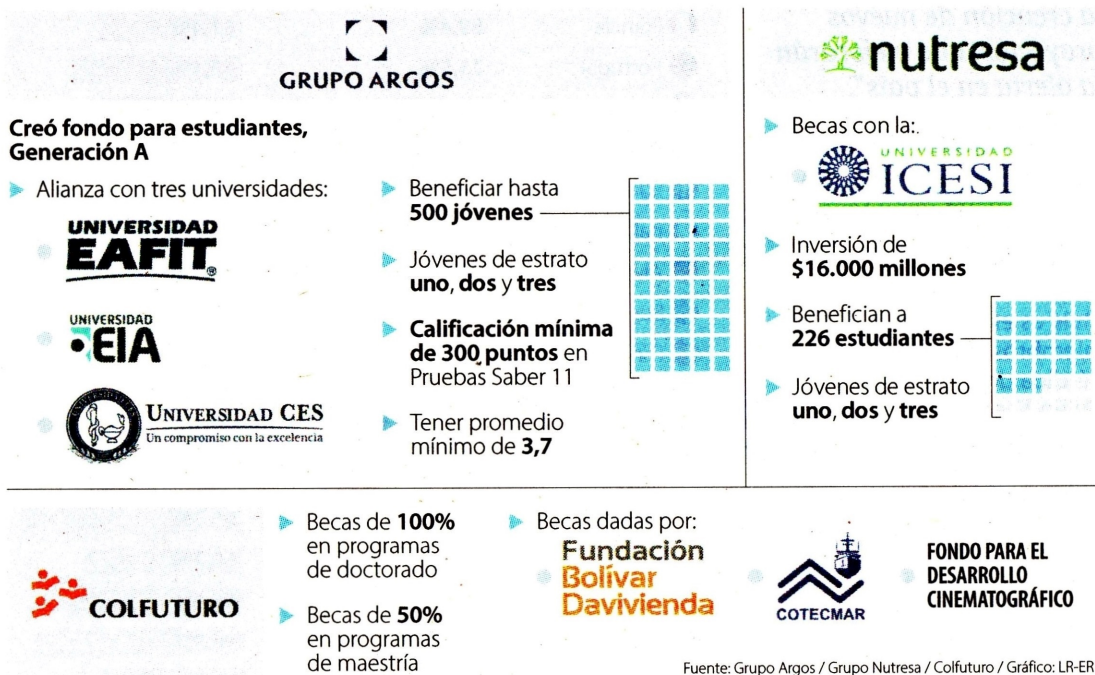 GRUPO ARGOS
Creó fondo para estudiantes,
Generación A
Alianza con tres universidades:
UNIVERSIDAD
EAFIT
®
UNIVERSIDAD
EIA
UNIVERSIDAD CES
Un compromiso con la excelencia
Beneficiar hasta
500 jóvenes
Jóvenes de estrato
uno, dos y tres
Calificación mínima
de 300 puntos en
Pruebas Saber 11
Tener promedio
mínimo de 3,7
nutresa
Becas con la:
UNIVERSIDAD
ICESI
Inversión de
$16.000 millones
Benefician a
226 estudiantes
Jóvenes de estrato
uno, dos y tres
COLFUTURO
Becas de 100%
en programas
de doctorado
Becas de 50%
en programas
de maestría
Becas dadas por:
Fundación
Bolívar
Davivienda
COTECMAR
FONDO PARA EL
DESARROLLO
CINEMATOGRÁFICO
Fuente: Grupo Argos / Grupo Nutresa / Colfuturo / Gráfico: LR-ER